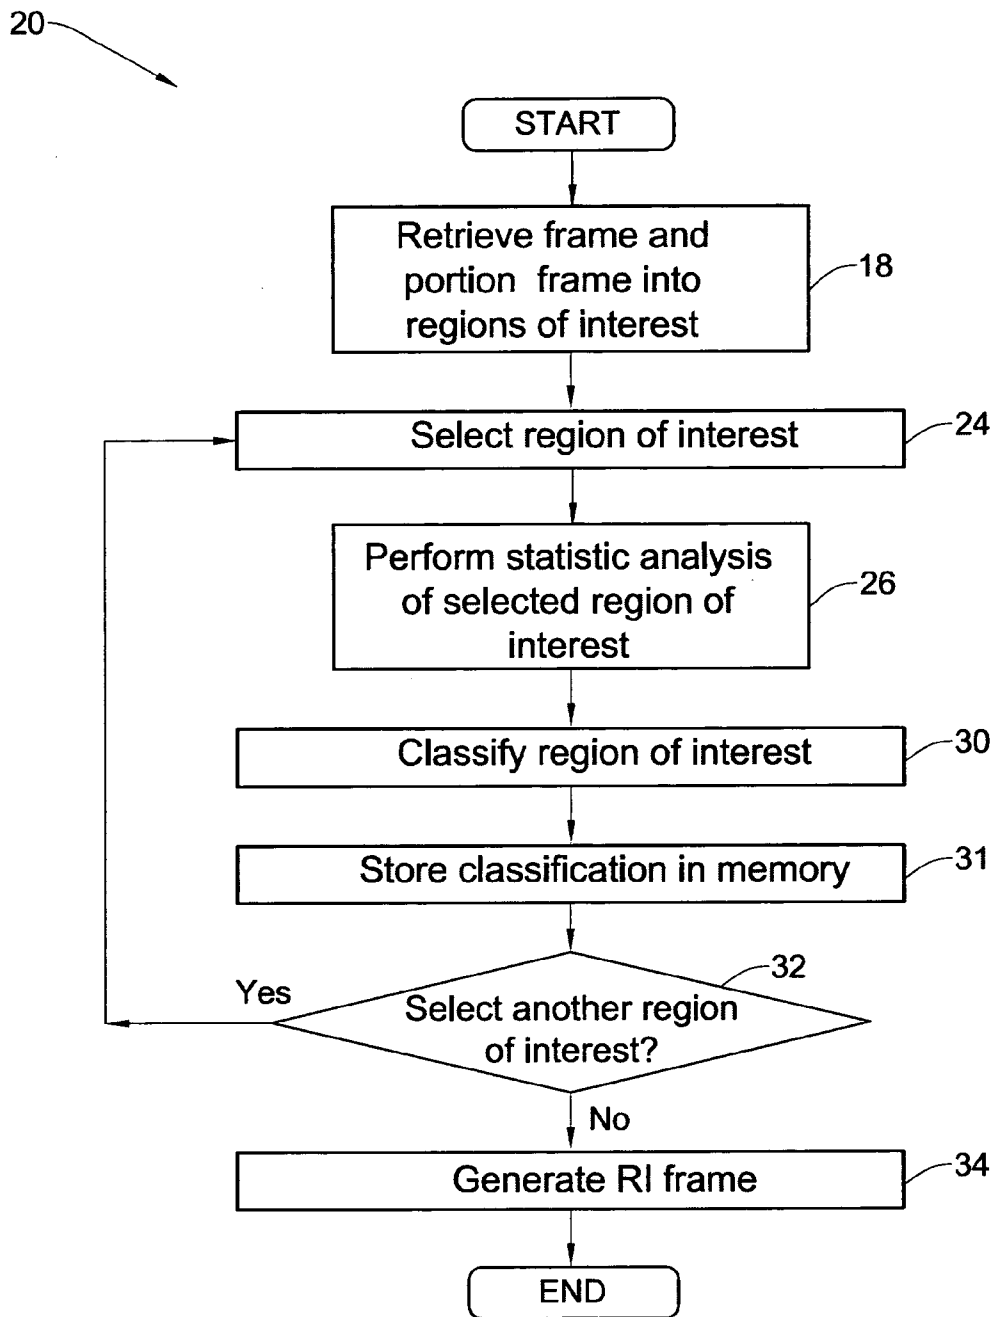 20
START
Retrieve frame and
portion frame into
regions of interest
18
Select region of interest
24
Perform statistic analysis
of selected region of
interest
26
Classify region of interest
30
Store classification in memory
31
32
Yes
Select another region
of interest?
No
Generate RI frame
34
END